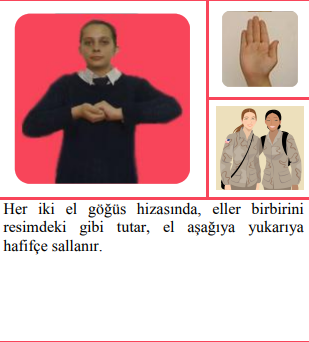 Her iki el göğüs hizasında, eller birbirini
resimdeki gibi tutar, el aşağıya yukarıya
hafifçe sallanır.